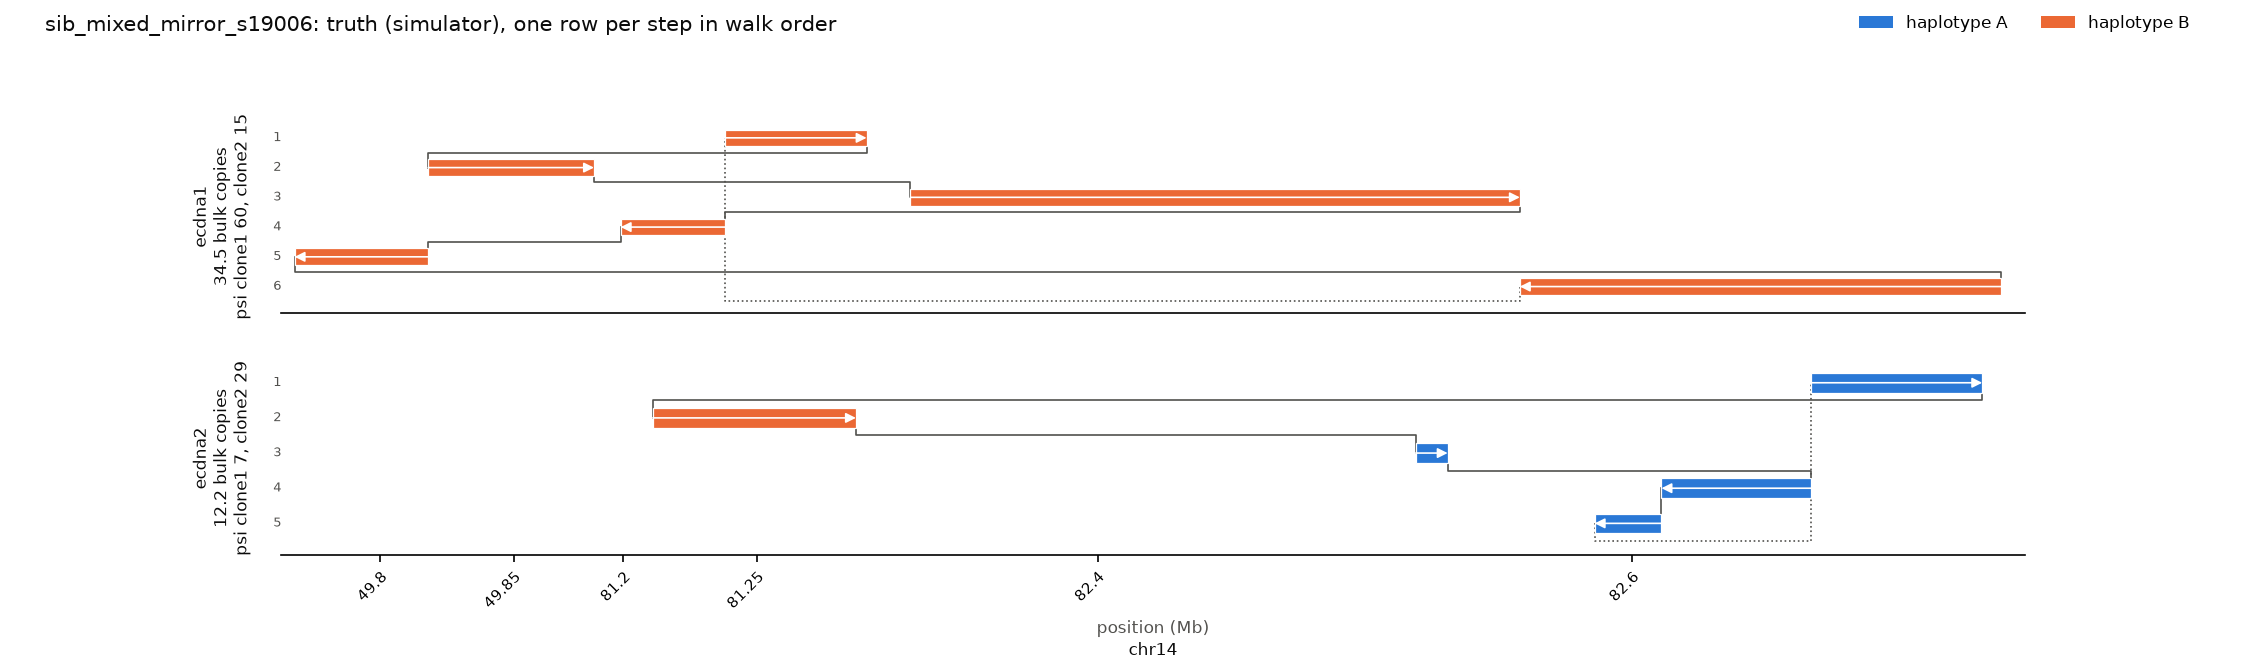 sib_mixed_mirror_s19006: truth (simulator), one row per step in walk order
haplotype A
haplotype B
ecdna1
34.5 bulk copies
psi clone1 60, clone2 15
1
2
3
4
5
6
ecdna2
12.2 bulk copies
psi clone1 7, clone2 29
1
2
3
4
5
49.8
49.85
81.2
81.25
82.4
82.6
position (Mb)
chr14